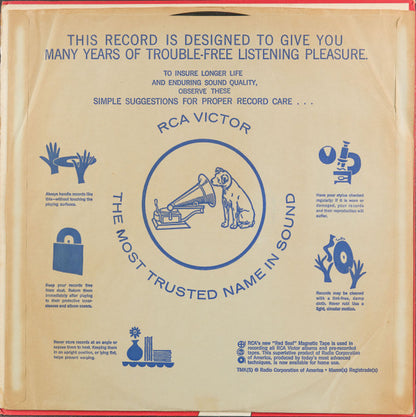 THIS RECORD IS DESIGNED TO GIVE YOU
MANY YEARS OF TROUBLE-FREE LISTENING PLEASURE.
TO INSURE LONGER LIFE
AND ENDURING SOUND QUALITY,
OBSERVE THESE
SIMPLE SUGGESTIONS FOR PROPER RECORD CARE . . .
RCA VICTOR
THE MOST TRUSTED NAME IN SOUND
Always handle records like
this—without touching the
playing surfaces.
Have your stylus checked
regularly. If it is worn or
damaged, your records
and their reproduction will
suffer.
Keep your records free
from dust. Return them
immediately after playing
to their protective inner
sleeves and album covers.
Records may be cleaned
with a lint-free, damp
cloth. Never rub! Use a
light, circular motion.
Never store records at an angle or
expose them to heat. Keeping them
in an upright position, or lying flat,
helps prevent warping.
RCA's new "Red Seal" Magnetic Tape is used in
recording all RCA Victor albums and pre-recorded
tapes. This superlative product of Radio Corporation
of America, produced by today's most advanced
techniques, is now available for home use.
TMK(S) ® Radio Corporation of America • Marca(s) Registrada(s)